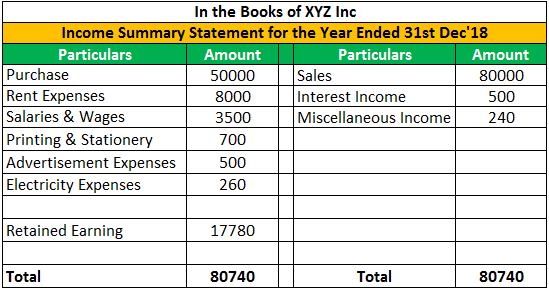 In the Books of XYZ Inc
Income Summary Statement for the Year Ended 31st Dec'18
Particulars Amount Particulars Amount
Purchase 50000 Sales 80000
Rent Expenses 8000 Interest Income 500
Salaries & Wages 3500 Miscellaneous Income 240
Printing & Stationery 700
Advertisement Expenses 500
Electricity Expenses 260
Retained Earning 17780
Total 80740 Total 80740